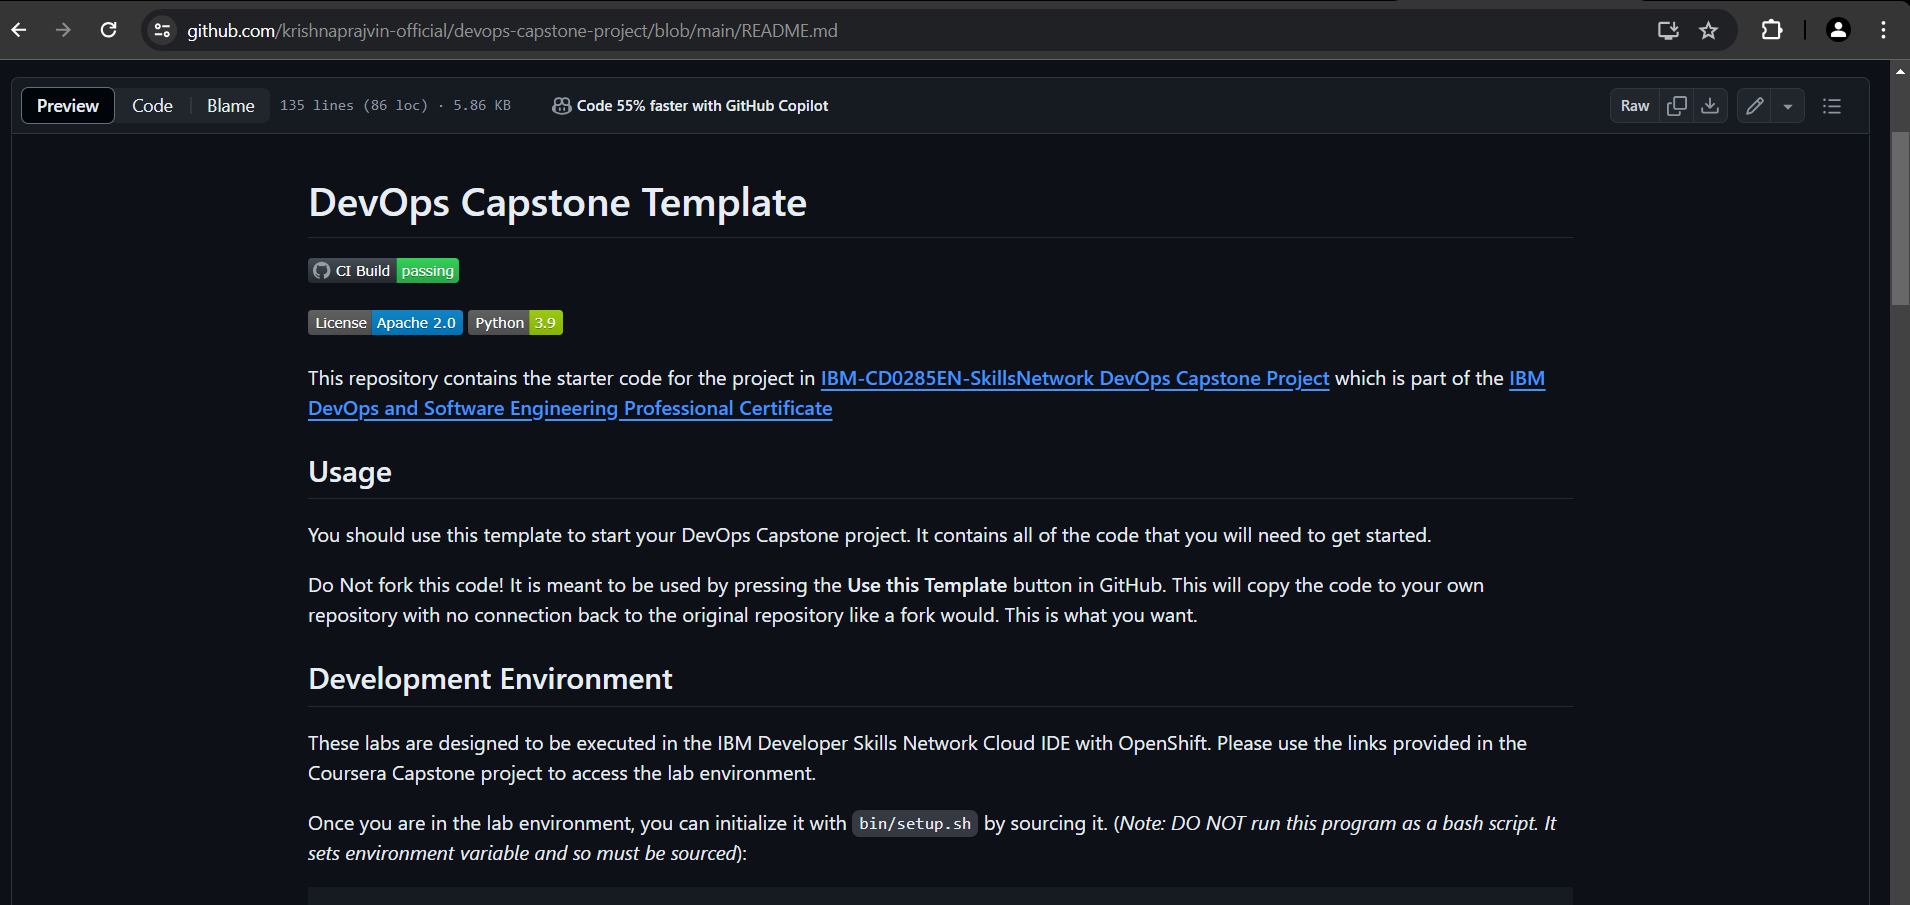 github.com/krishnaprajvin-official/devops-capstone-project/blob/main/README.md
Preview Code Blame 135 lines (86 loc) · 5.86 KB Code 55% faster with GitHub Copilot Raw
DevOps Capstone Template
CI Build passing
License Apache 2.0 Python 3.9
This repository contains the starter code for the project in IBM-CD0285EN-SkillsNetwork DevOps Capstone Project which is part of the IBM
DevOps and Software Engineering Professional Certificate
Usage
You should use this template to start your DevOps Capstone project. It contains all of the code that you will need to get started.
Do Not fork this code! It is meant to be used by pressing the Use this Template button in GitHub. This will copy the code to your own
repository with no connection back to the original repository like a fork would. This is what you want.
Development Environment
These labs are designed to be executed in the IBM Developer Skills Network Cloud IDE with OpenShift. Please use the links provided in the
Coursera Capstone project to access the lab environment.
Once you are in the lab environment, you can initialize it with bin/setup.sh by sourcing it. (Note: DO NOT run this program as a bash script. It
sets environment variable and so must be sourced):